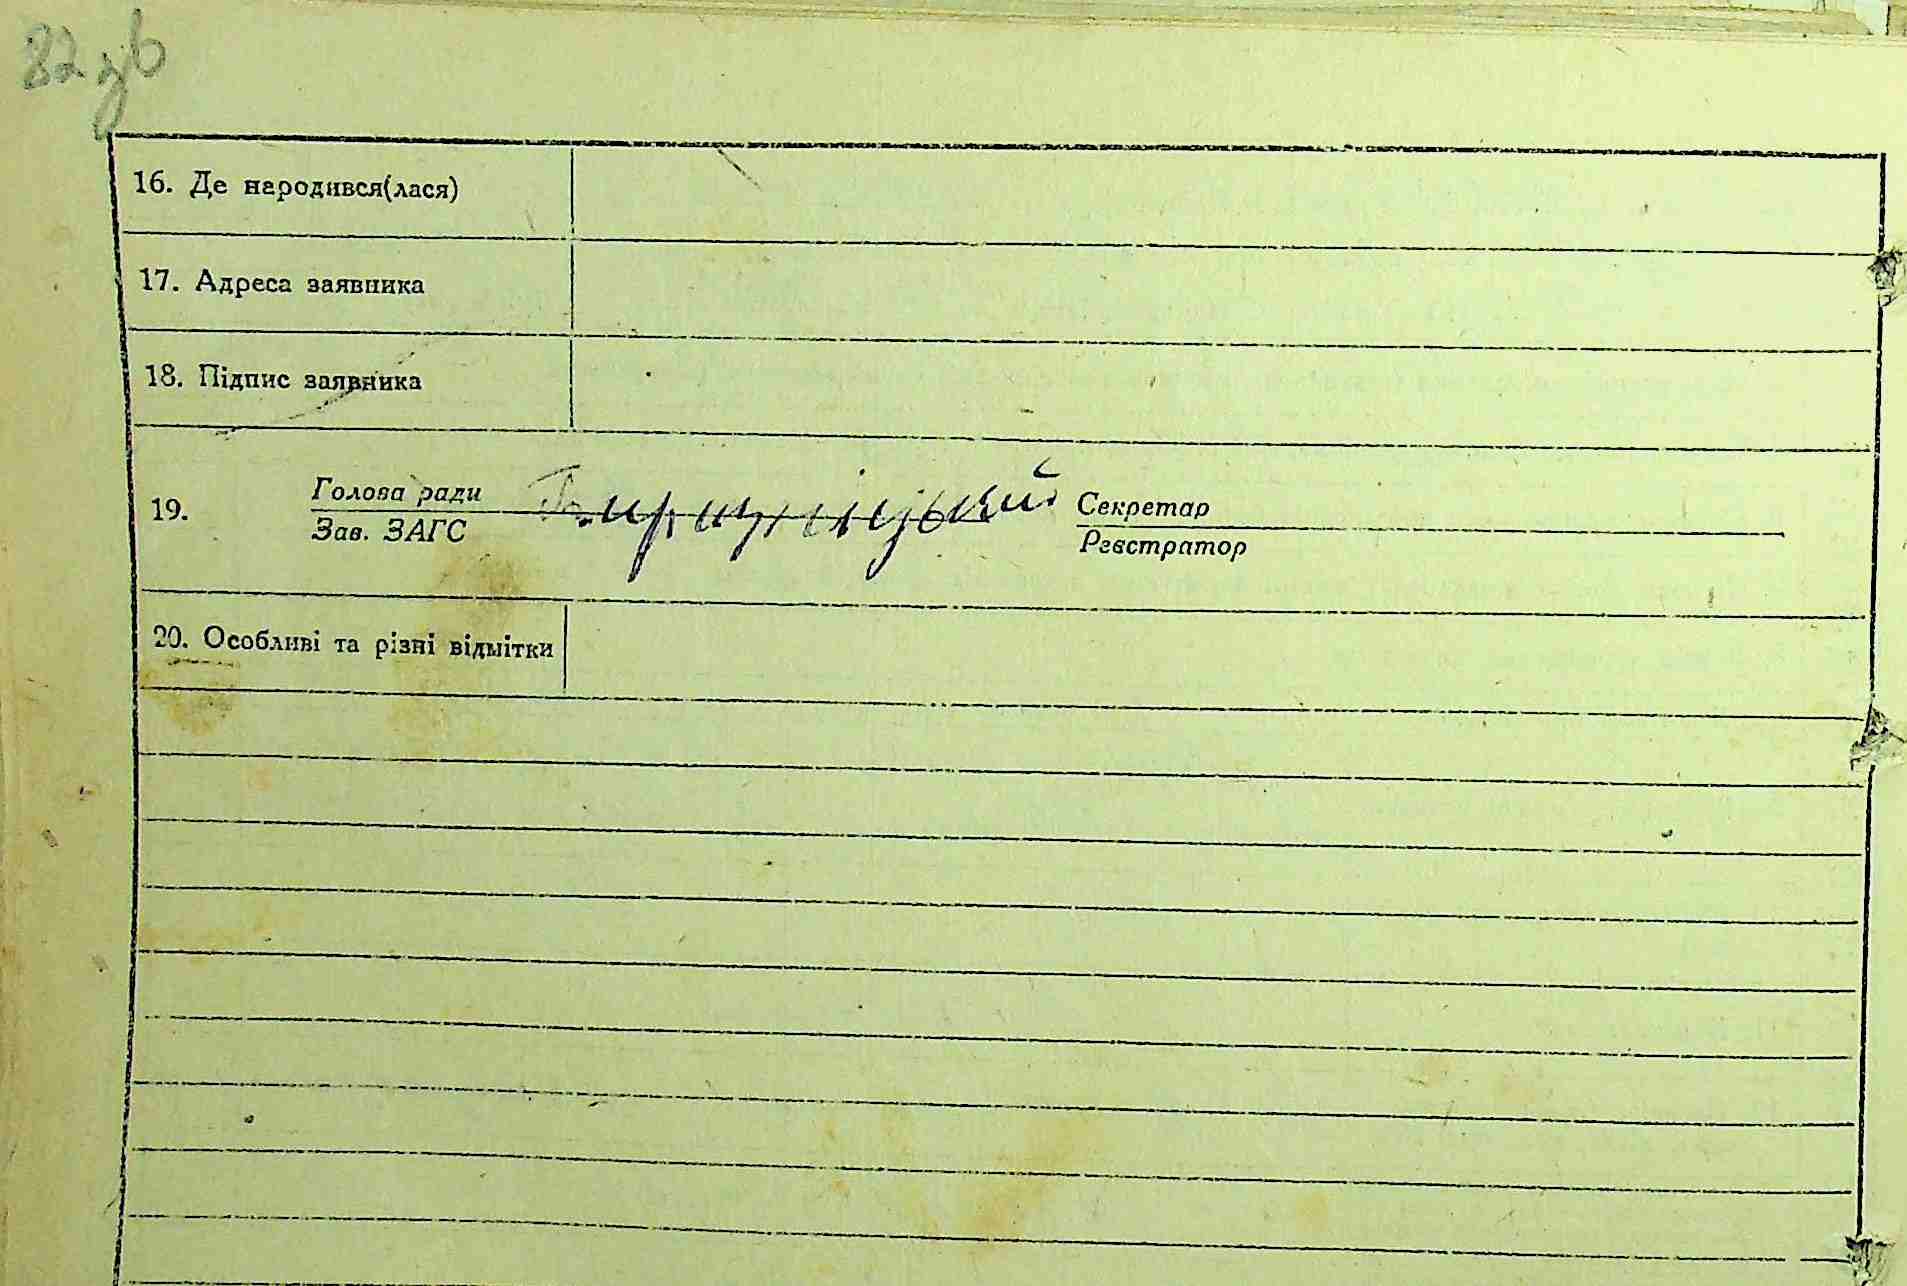 82 зв
16. Де народився(лася)
17. Адреса заявника
18. Підпис заявника
19.
Голова ради
Зав. ЗАГС
Секретар
Реєстратор
20. Особливі та різні відмітки